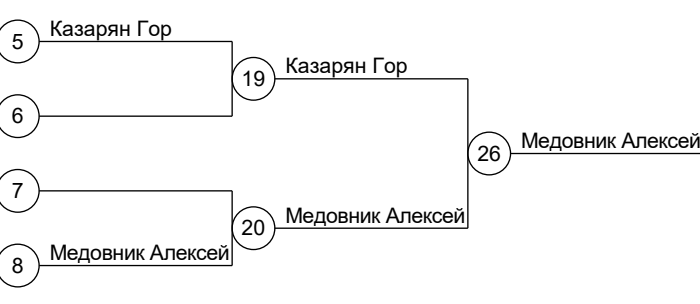 5 Казарян Гор
19 Казарян Гор
6
26 Медовник Алексей
7
20 Медовник Алексей
8 Медовник Алексей